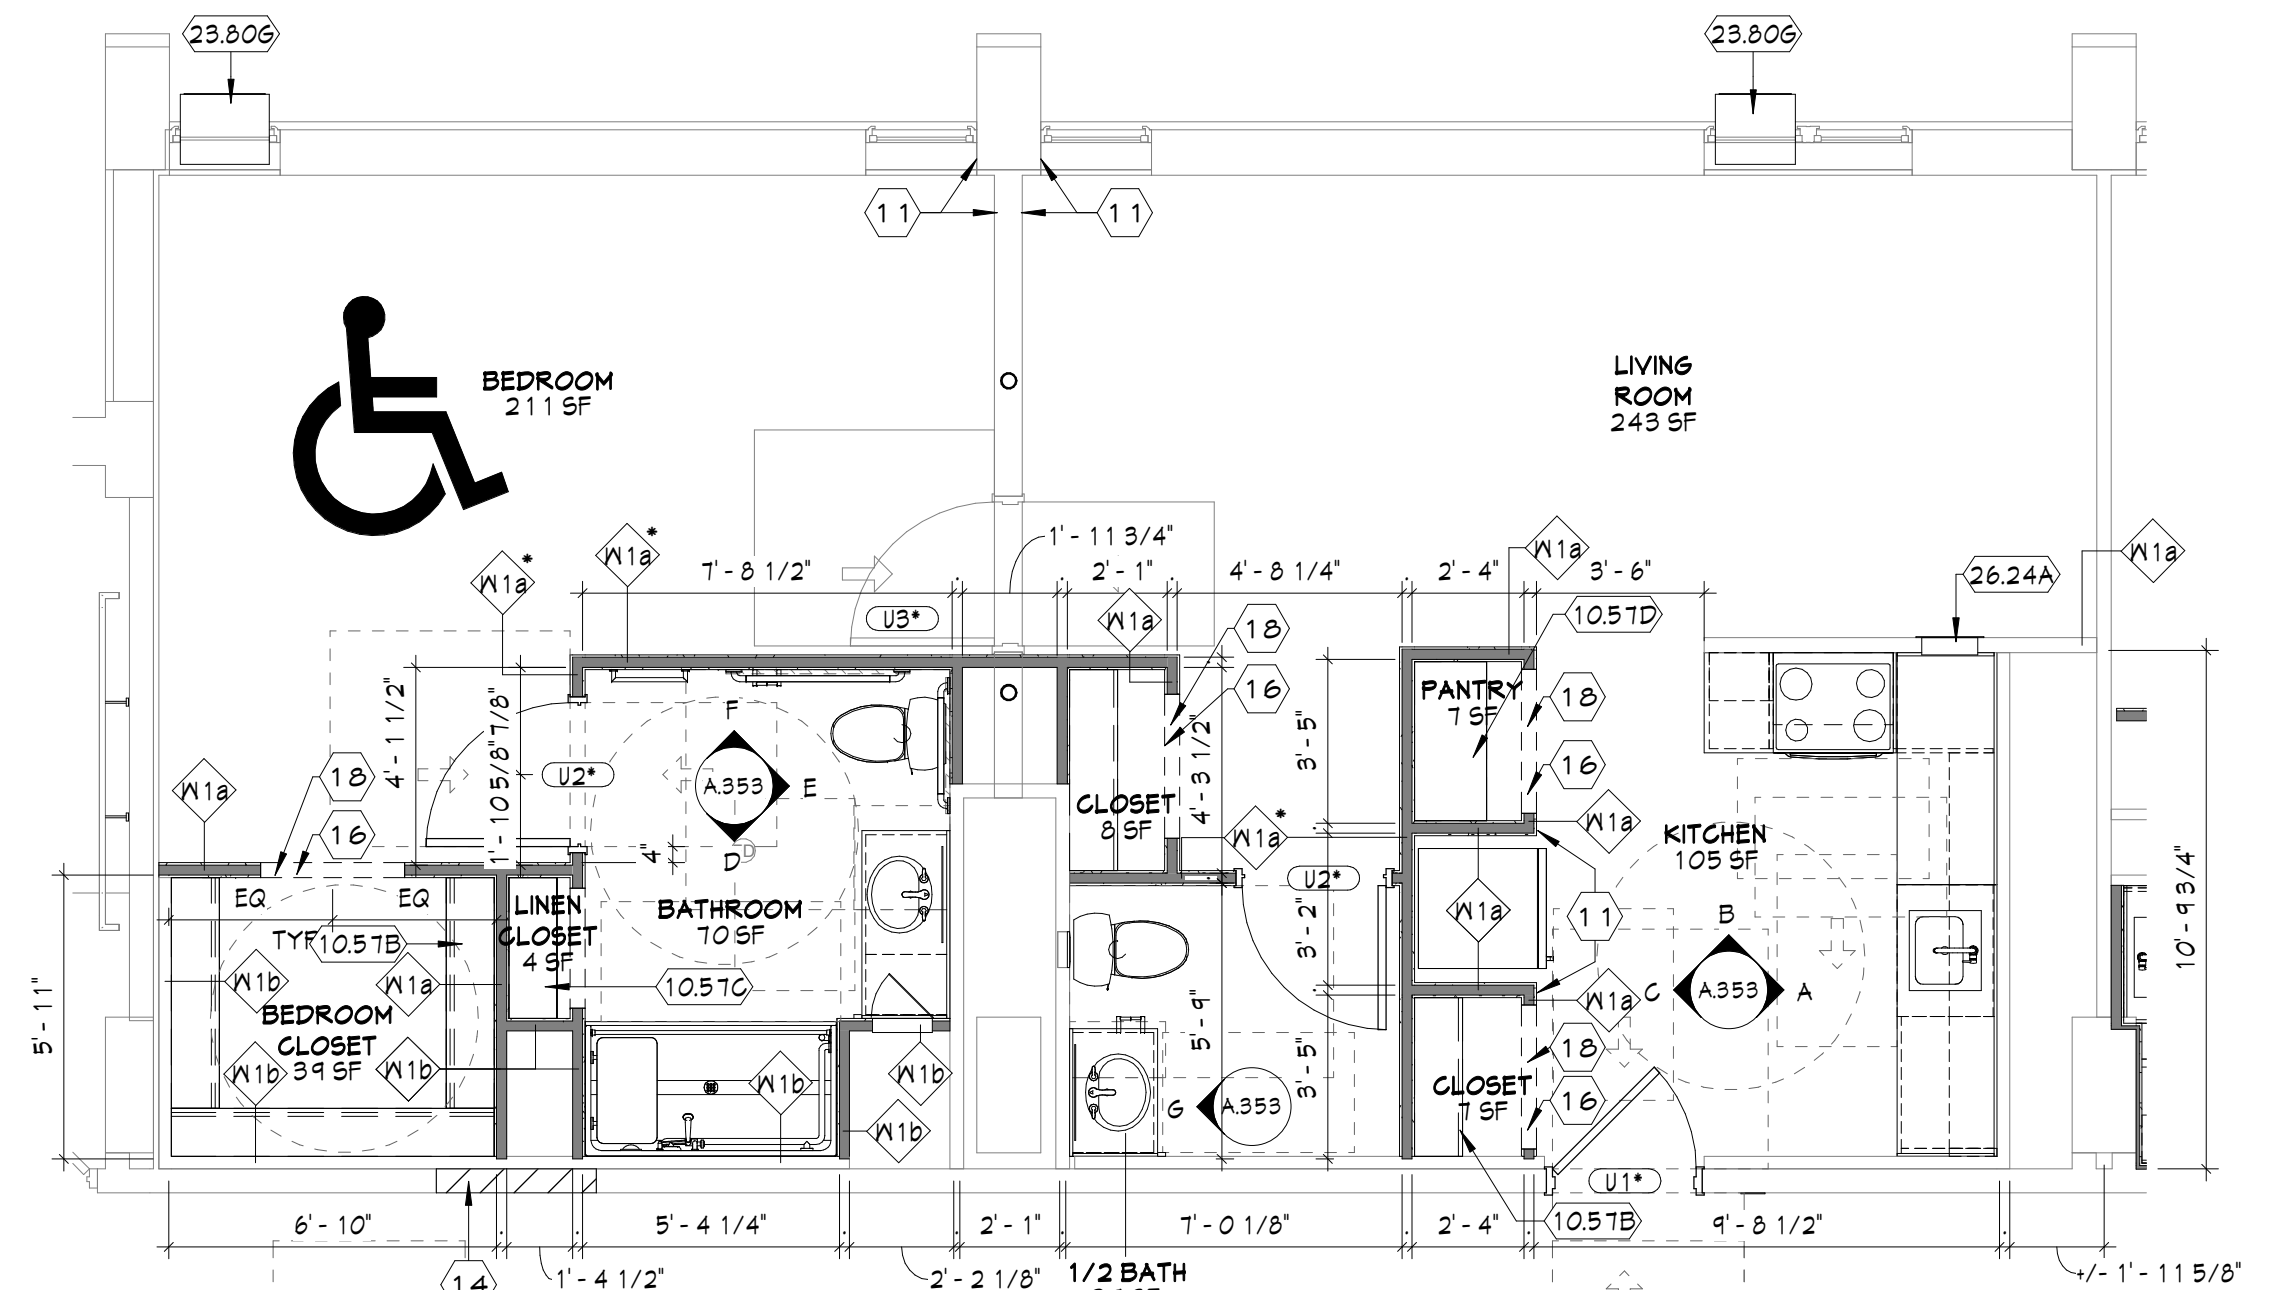 23.80G
23.80G
11
11
BEDROOM
211 SF
LIVING
ROOM
243 SF
W1a*
W1a*
7'- 8 1/2"
1'- 11 3/4"
2'- 1"
4'- 8 1/4"
2'- 4"
W1a
3'- 6"
26.24A
W1a
U3*
W1a
18
16
10.57D
4'- 1 1/2"
1'- 10 5/8"
7/8"
U2*
F
A.353
E
D
D
4"
PANTRY
7 SF
18
16
3'- 5"
4'- 3 1/2"
CLOSET
8 SF
W1a*
U2*
W1a
W1a
18
16
W1a
KITCHEN
105 SF
11
3'- 2"
B
C
A.353
A
W1a
10'- 9 3/4"
EQ
EQ
10.57B
W1b
W1a
LINEN
CLOSET
4 SF
BATHROOM
70 SF
10.57C
5'- 11"
BEDROOM
CLOSET
39 SF
W1b
W1b
W1b
W1b
W1b
5'- 9"
G
A.353
3'- 5"
CLOSET
7 SF
18
16
U1*
10.57B
6'- 10"
5'- 4 1/4"
2'- 1"
7'- 0 1/8"
2'- 4"
9'- 8 1/2"
14
1'- 4 1/2"
2'- 2 1/8"
1/2 BATH
+/- 1'- 11 5/8"